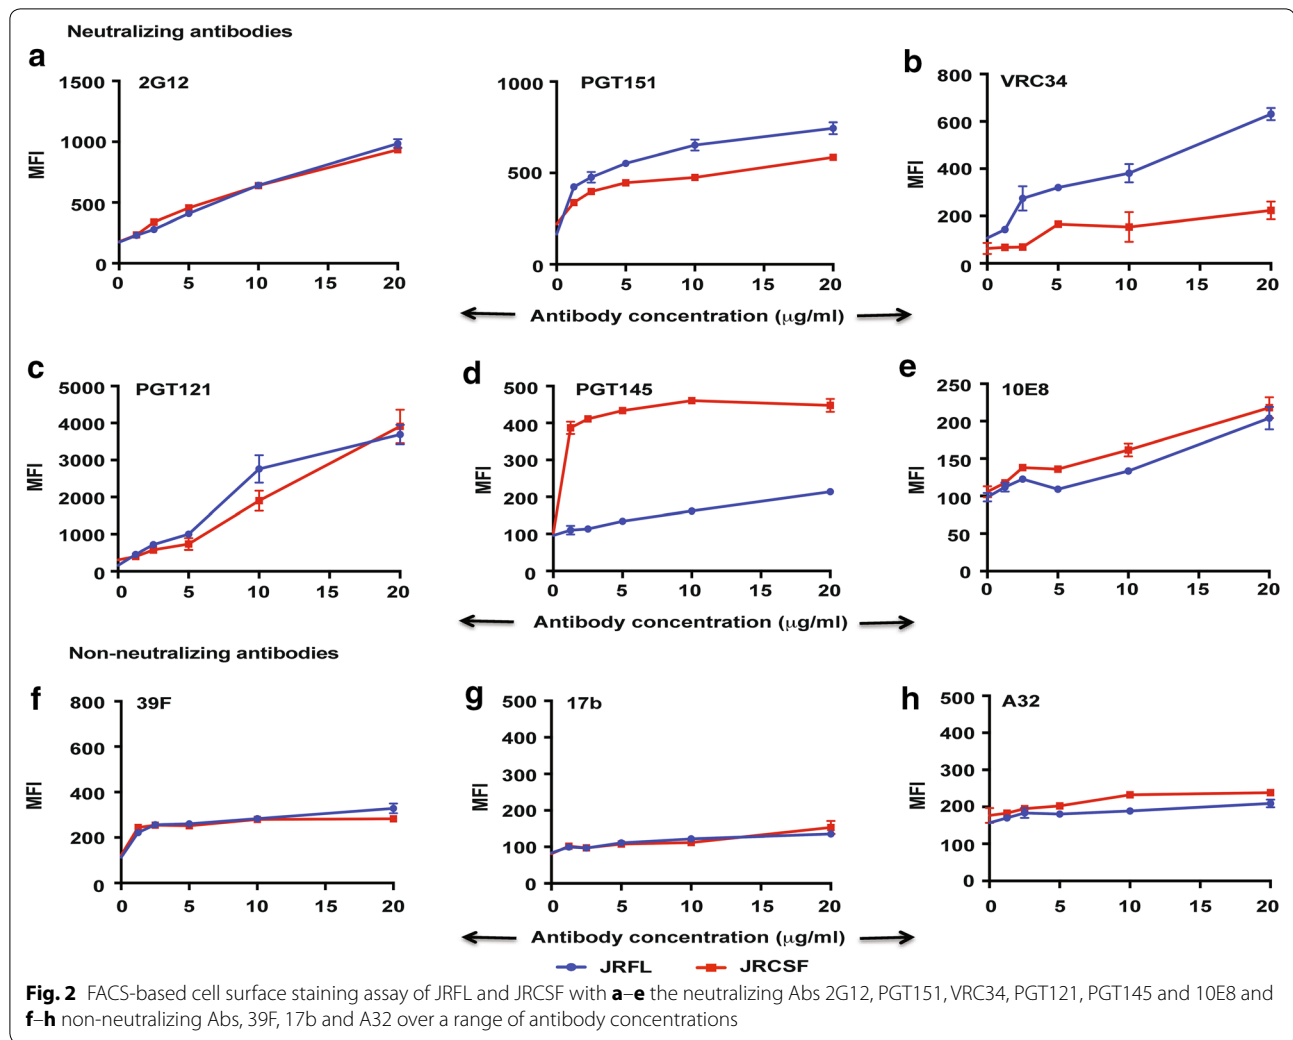 Neutralizing antibodies
a
2G12
MFI
1500
1000
500
0
0 5 10 15 20
PGT151
1000
500
0
0 5 10 15 20
b
VRC34
MFI
800
600
400
200
0
0 5 10 15 20
Antibody concentration (μg/ml)
c
PGT121
MFI
5000
4000
3000
2000
1000
0
0 5 10 15 20
d
PGT145
MFI
500
400
300
200
100
0
0 5 10 15 20
e
10E8
MFI
250
200
150
100
50
0
0 5 10 15 20
Antibody concentration (μg/ml)
Non-neutralizing antibodies
f
39F
MFI
800
600
400
200
0
0 5 10 15 20
g
17b
MFI
500
400
300
200
100
0
0 5 10 15 20
h
A32
MFI
500
400
300
200
100
0
0 5 10 15 20
Antibody concentration (μg/ml)
JRFL JRCSF
Fig. 2 FACS-based cell surface staining assay of JRFL and JRCSF with a–e the neutralizing Abs 2G12, PGT151, VRC34, PGT121, PGT145 and 10E8 and
f–h non-neutralizing Abs, 39F, 17b and A32 over a range of antibody concentrations